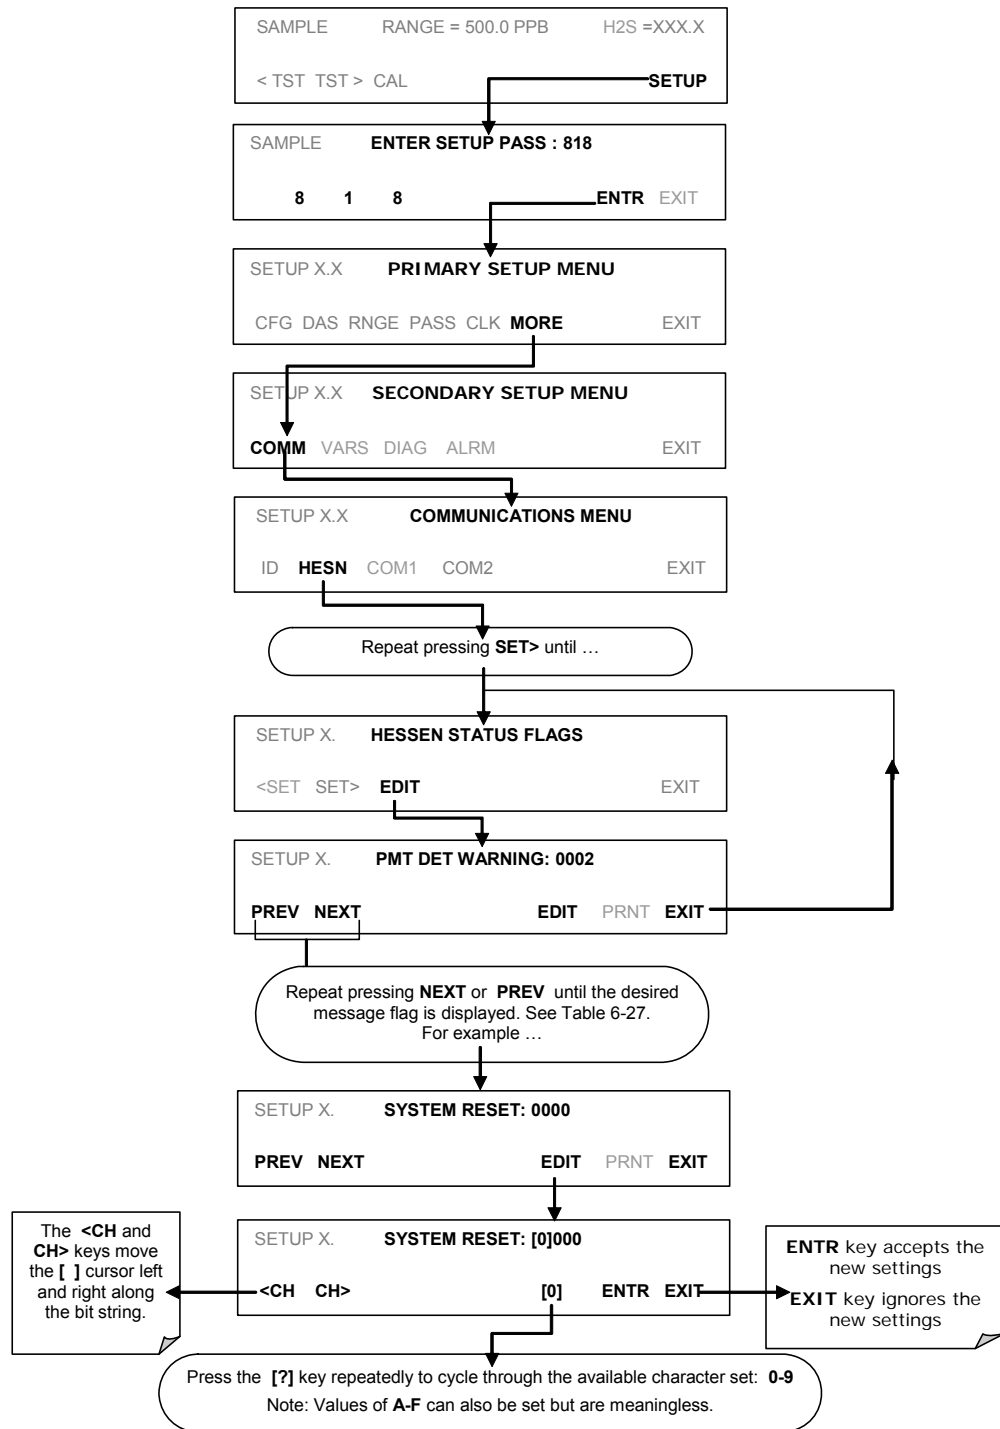 SAMPLE RANGE = 500.0 PPB H2S =XXX.X
< TST TST > CAL SETUP
SAMPLE ENTER SETUP PASS : 818
8 1 8 ENTR EXIT
SETUP X.X PRIMARY SETUP MENU
CFG DAS RNGE PASS CLK MORE EXIT
SETUP X.X SECONDARY SETUP MENU
COMM VARS DIAG ALRM EXIT
SETUP X.X COMMUNICATIONS MENU
ID HESN COM1 COM2 EXIT
Repeat pressing SET> until …
SETUP X. HESSEN STATUS FLAGS
<SET SET> EDIT EXIT
SETUP X. PMT DET WARNING: 0002
PREV NEXT EDIT PRNT EXIT
Repeat pressing NEXT or PREV until the desired
message flag is displayed. See Table 6-27.
For example …
SETUP X. SYSTEM RESET: 0000
PREV NEXT EDIT PRNT EXIT
The <CH and
CH> keys move
the [ ] cursor left
and right along
the bit string.
SETUP X. SYSTEM RESET: [0]000
<CH CH> [0] ENTR EXIT
ENTR key accepts the
new settings
EXIT key ignores the
new settings
Press the [?] key repeatedly to cycle through the available character set: 0-9
Note: Values of A-F can also be set but are meaningless.